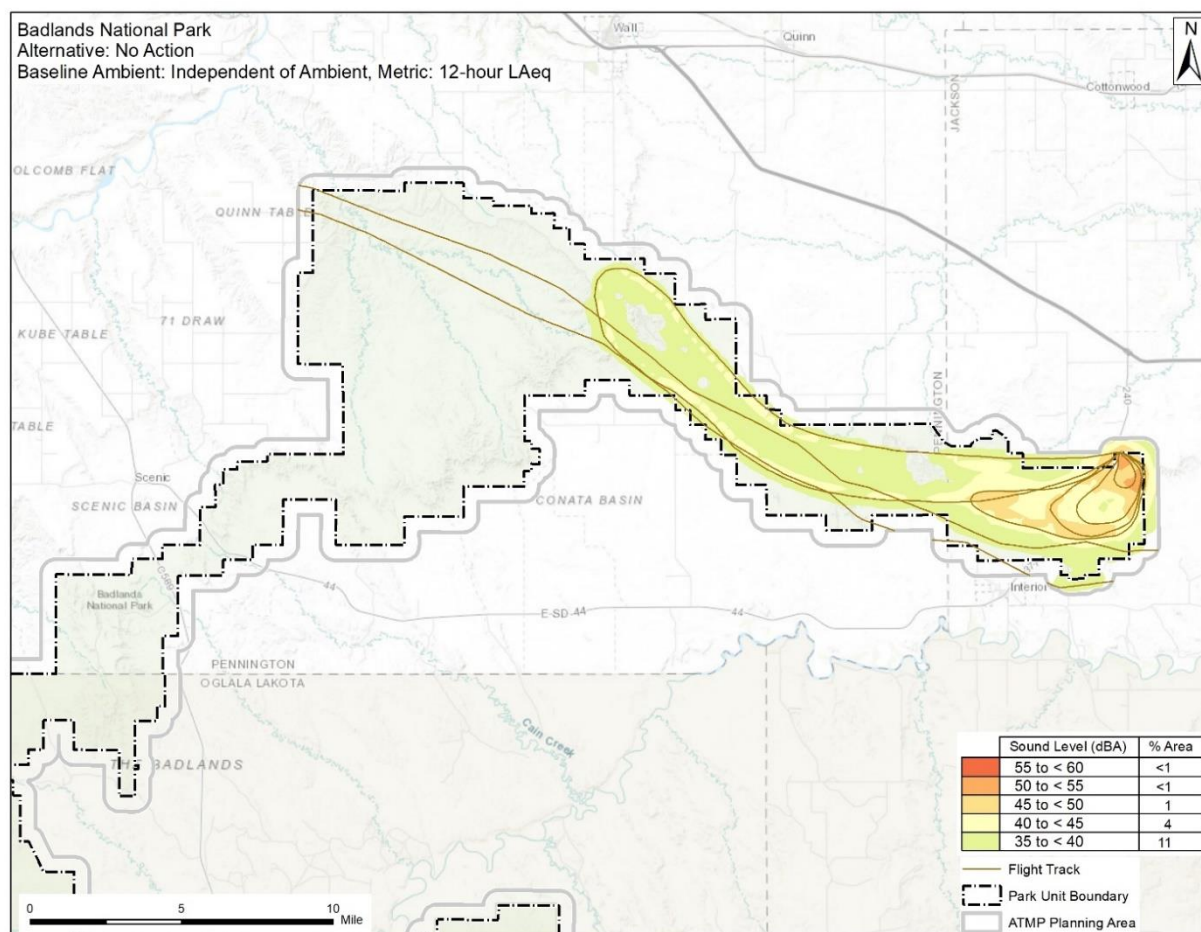 Badlands National Park
Alternative: No Action
Baseline Ambient: Independent of Ambient, Metric: 12-hour LAeq
N
Wall
Quinn
Cottonwood
JACKSON
OLCOMB FLAT
QUINN TABLE
71 DRAW
KUBE TABLE
TABLE
PENNINGTON
240
Scenic
SCENIC BASIN
CONATA BASIN
44
Interior
E SD 44
44
Badlands
National Park
PENNINGTON
OGLALA LAKOTA
Cain Creek
THE BADLANDS
Sound Level (dBA) % Area
55 to < 60 <1
50 to < 55 <1
45 to < 50 1
40 to < 45 4
35 to < 40 11
Flight Track
Park Unit Boundary
ATMP Planning Area
0 5 10
Mile